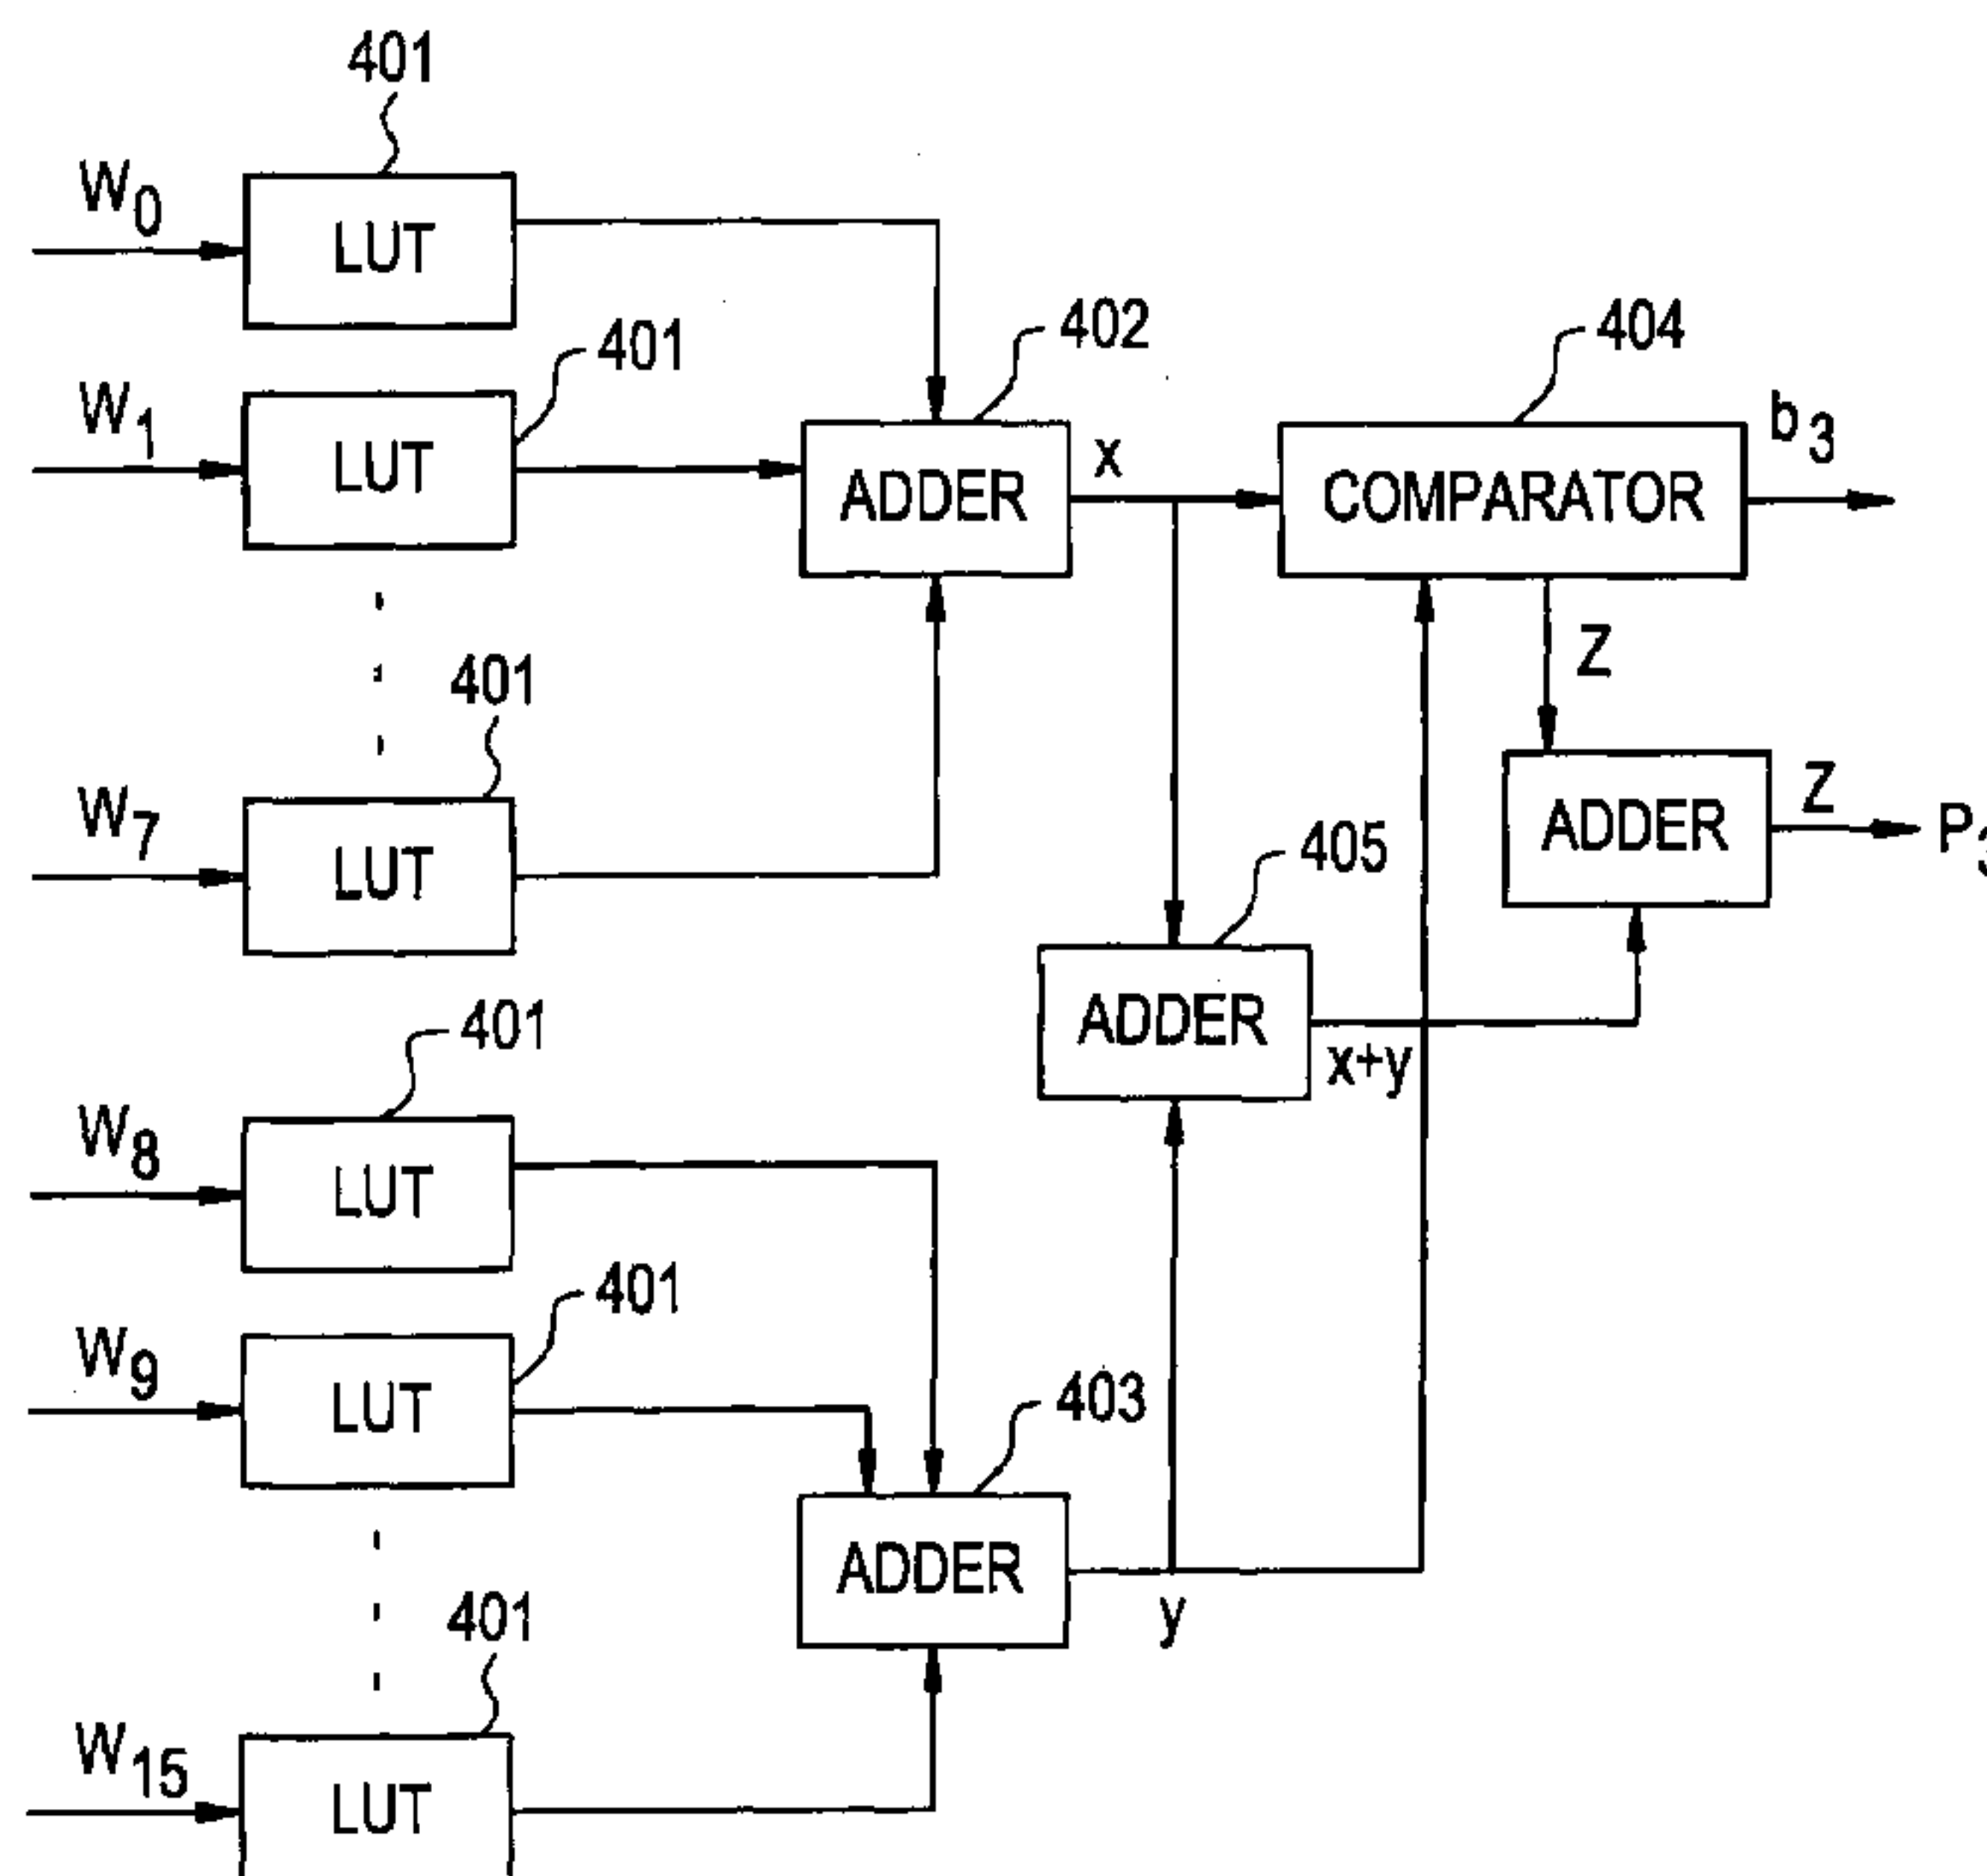 401
W0
LUT
401
W1
LUT
402
ADDER
x
404
COMPARATOR
b3
Z
401
W7
LUT
ADDER
Z
405
ADDER
x+y
401
W8
LUT
401
W9
LUT
403
ADDER
y
401
W15
LUT